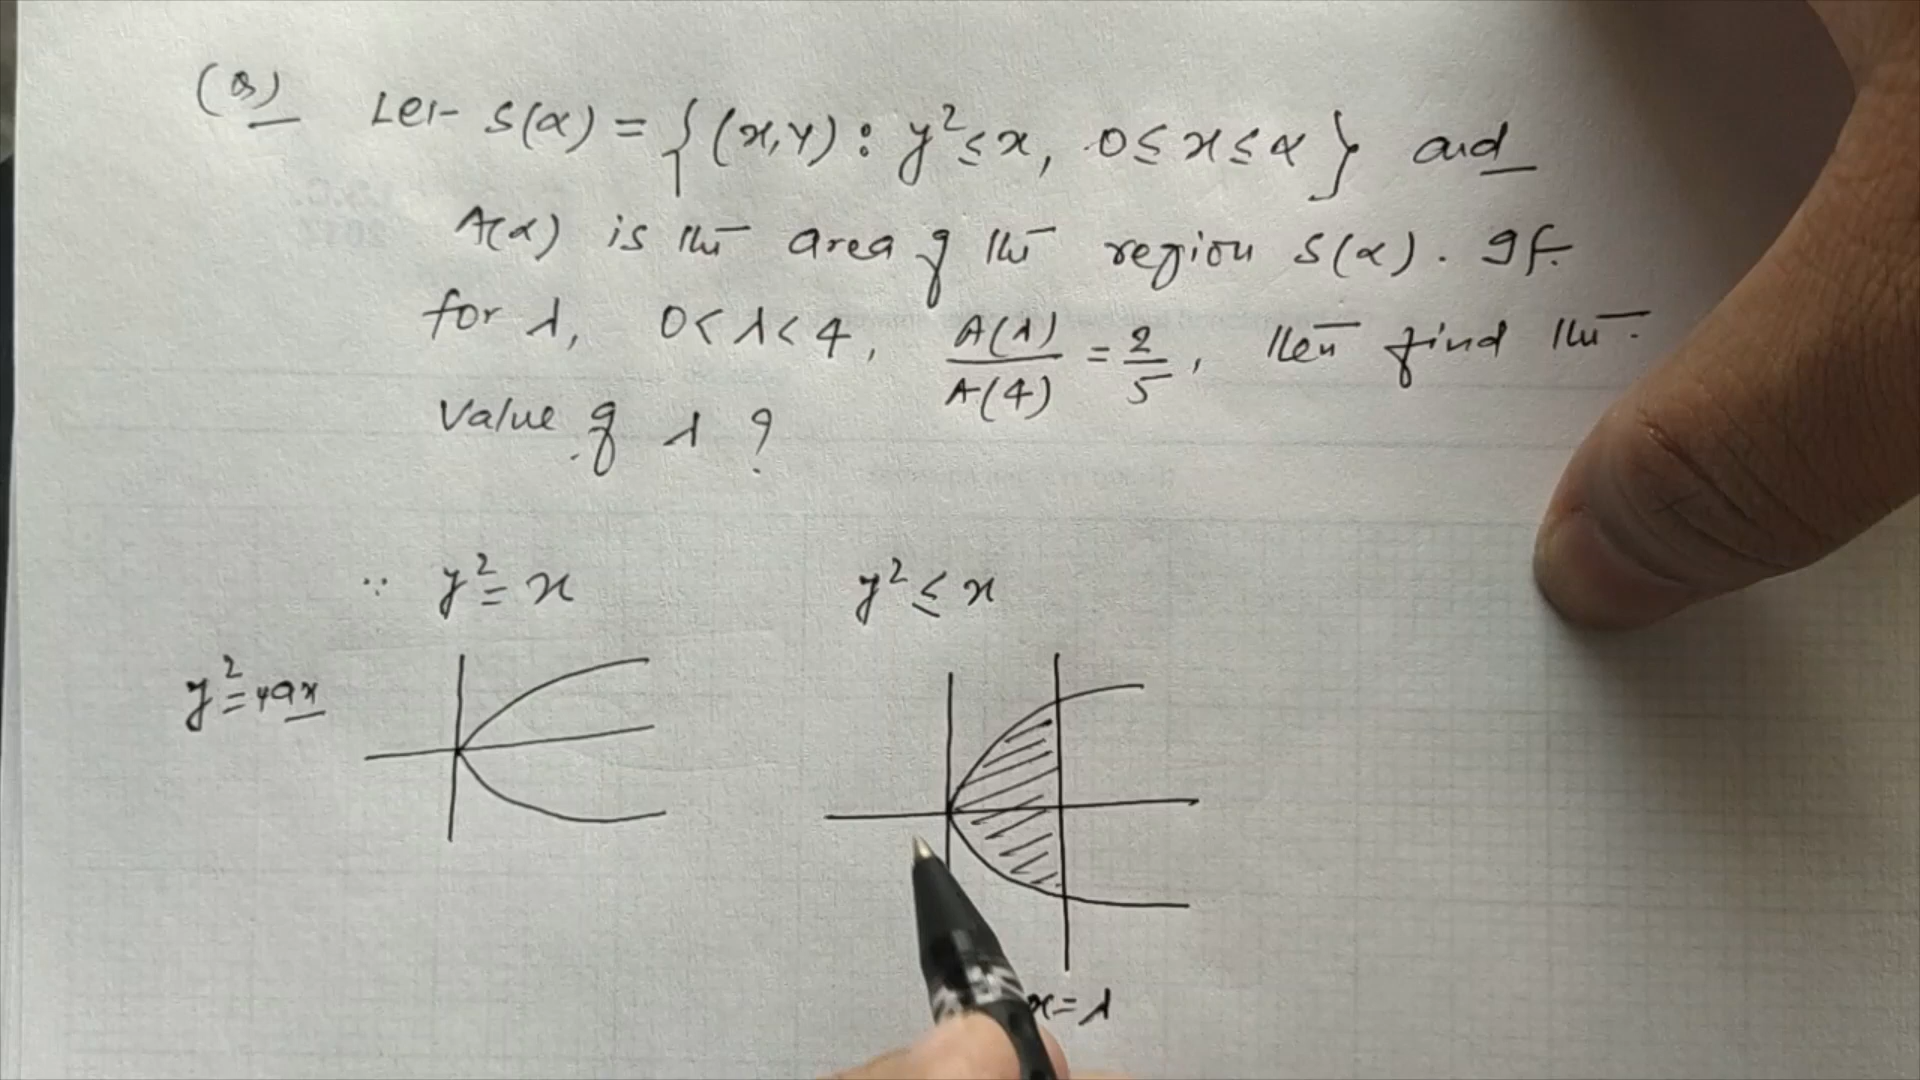 (Q) Let S(α) = {(x,y) : y² ≤ x, 0 ≤ x ≤ α} and
A(α) is the area of the region S(α). If
for λ, 0 < λ < 4, A(λ)/A(4) = 2/5, then find the
value of λ ?
∵ y² = x y² ≤ x
y² = 4ax
x = λ